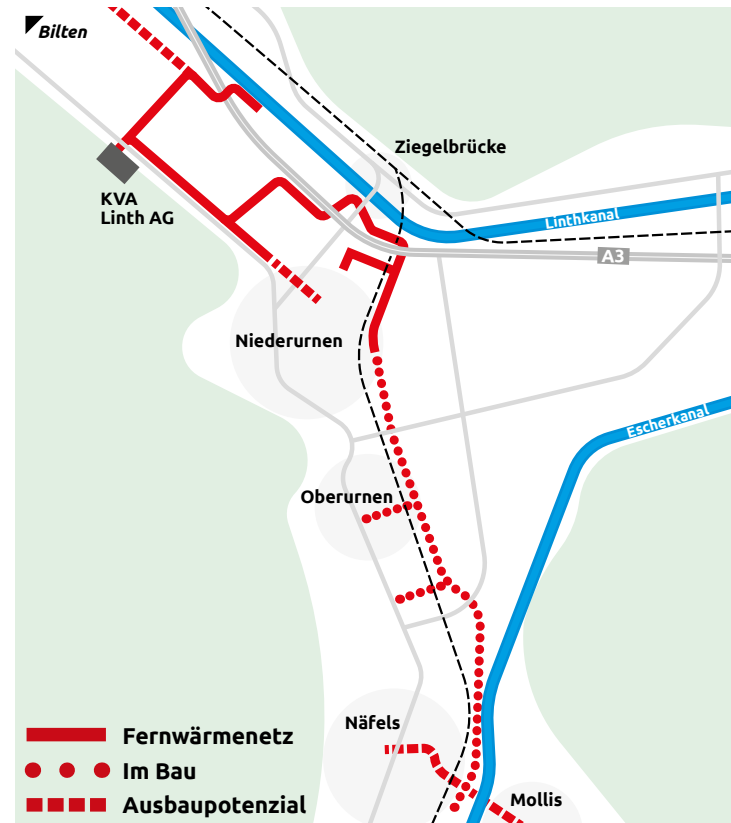 Bilten
Ziegelbrücke
KVA
Linth AG
Linthkanal
A3
Niederurnen
Escherkanal
Oberurnen
Näfels
Mollis
Fernwärmenetz
Im Bau
Ausbaupotenzial